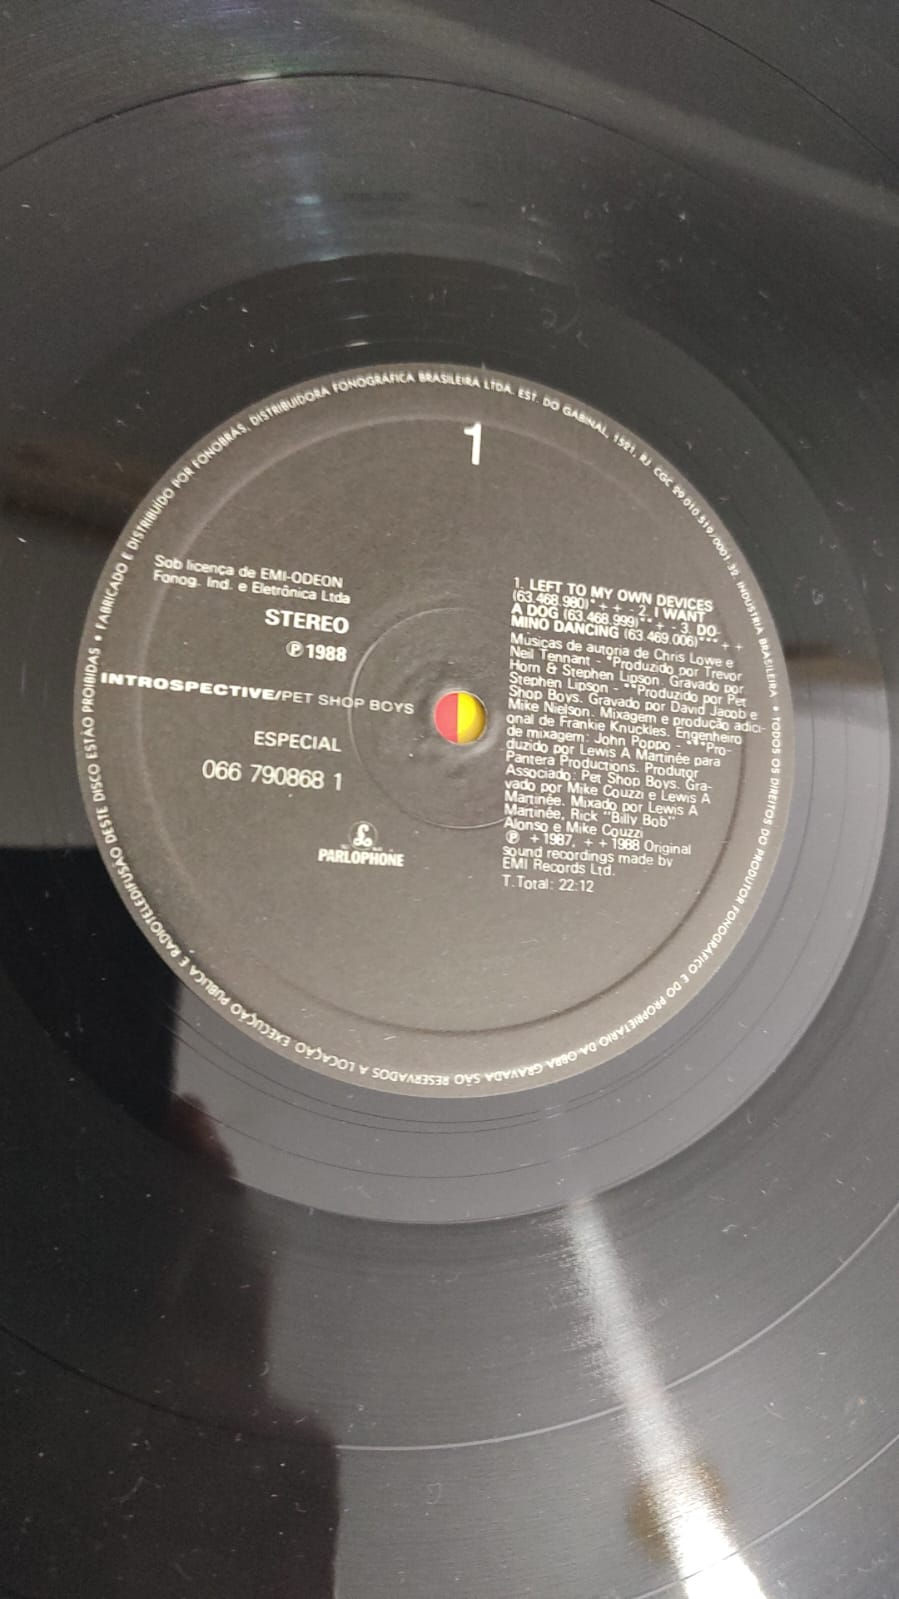 • FABRICADO E DISTRIBUÍDO POR FONOBRÁS, DISTRIBUIDORA FONOGRÁFICA BRASILEIRA LTDA. EST. DO GABINAL, 1521, RJ. CGC 29.010.519/0001-32. INDÚSTRIA BRASILEIRA • TODOS OS DIREITOS DO PRODUTOR FONOGRÁFICO E DO PROPRIETÁRIO DA OBRA GRAVADA SÃO RESERVADOS A LOCAÇÃO. EXECUÇÃO PÚBLICA E RADIOTELEDIFUSÃO DESTE DISCO ESTÃO PROIBIDAS
1
Sob licença de EMI-ODEON
Fonog. Ind. e Eletrônica Ltda
STEREO
℗ 1988
INTROSPECTIVE/PET SHOP BOYS
ESPECIAL
066 790868 1
£
PARLOPHONE
1. LEFT TO MY OWN DEVICES
(63.468.980)* + + - 2. I WANT
A DOG (63.468.999)** + - 3. DO-
MINO DANCING (63.469.006)*** + +
Músicas de autoria de Chris Lowe e
Neil Tennant - *Produzido por Trevor
Horn & Stephen Lipson. Gravado por
Stephen Lipson - **Produzido por Pet
Shop Boys. Gravado por David Jacob e
Mike Nielson. Mixagem e produção adici-
onal de Frankie Knuckles. Engenheiro
de mixagem: John Poppo - ***Pro-
duzido por Lewis A Martinée para
Pantera Productions. Produtor
Associado: Pet Shop Boys. Gra-
vado por Mike Couzzi e Lewis A
Martinée. Mixado por Lewis A
Martinée, Rick "Billy Bob"
Alonso e Mike Couzzi
℗ + 1987, + + 1988 Original
sound recordings made by
EMI Records Ltd.
T.Total: 22:12